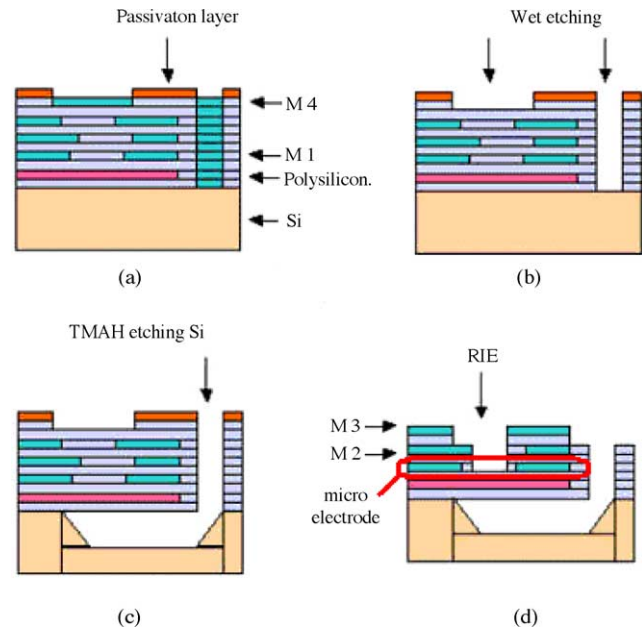 Passivaton layer
M 4
M 1
Polysilicon.
Si
(a)
Wet etching
(b)
TMAH etching Si
(c)
RIE
M 3
M 2
micro
electrode
(d)